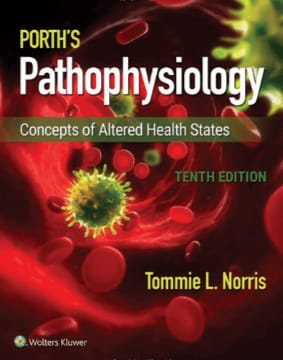 PORTH'S
Pathophysiology
Concepts of Altered Health States
TENTH EDITION
Tommie L. Norris
Wolters Kluwer